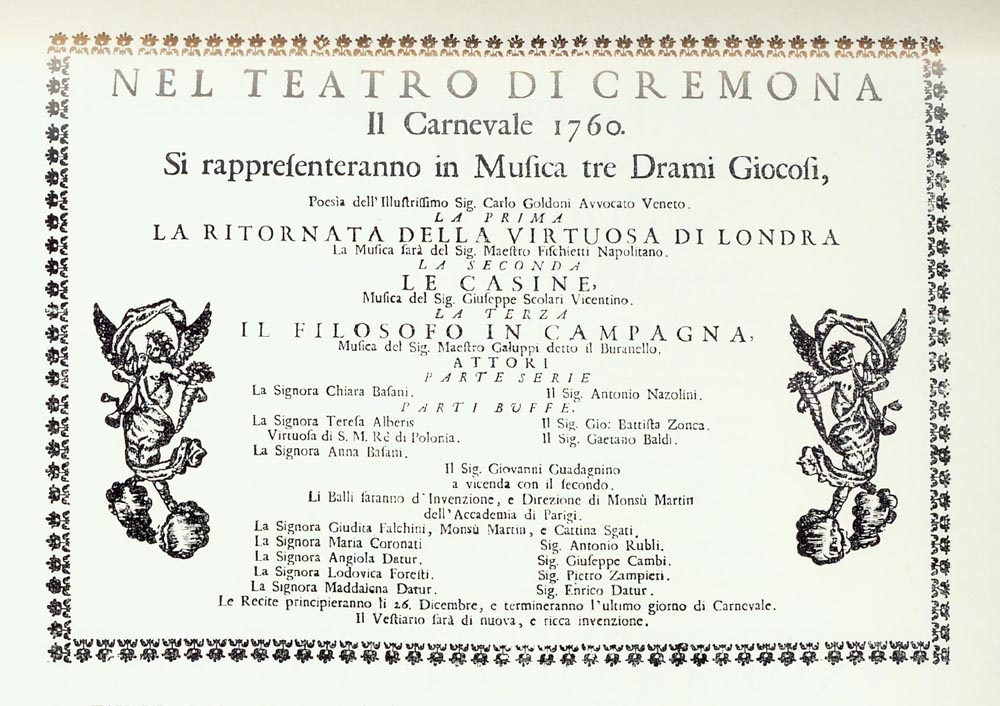 NEL TEATRO DI CREMONA
Il Carnevale 1760.
Si rappreſenteranno in Muſica tre Drami Giocoſi,
Poesìa dell'Illuſtriſſimo Sig. Carlo Goldoni Avvocato Veneto.
LA PRIMA
LA RITORNATA DELLA VIRTUOSA DI LONDRA
La Muſica ſarà del Sig. Maeſtro Fiſchietti Napolitano.
LA SECONDA
LE CASINE,
Muſica del Sig. Giuſeppe Scolari Vicentino.
LA TERZA
IL FILOSOFO IN CAMPAGNA,
Muſica del Sig. Maeſtro Galuppi detto il Buranello.
ATTORI
PARTE SERIE
La Signora Chiara Baſani. Il Sig. Antonio Nazolini.
PARTI BUFFE.
La Signora Tereſa Alberis Il Sig. Gio: Battiſta Zonca.
Virtuoſa di S. M. Rè di Polonia. Il Sig. Gaetano Baldi.
La Signora Anna Baſani.
Il Sig. Giovanni Guadagnino
a vicenda con il ſecondo.
Li Balli ſaranno d'Invenzione, e Direzione di Monsù Martin
dell'Accademia di Parigi.
La Signora Giudita Falchini, Monsù Martin, e Cattina Sgati.
La Signora Maria Coronati Sig. Antonio Rubli.
La Signora Angiola Datur. Sig. Giuſeppe Cambi.
La Signora Lodovica Foreſti. Sig. Pietro Zampieri.
La Signora Maddalena Datur. Sig. Enrico Datur.
Le Recite principieranno li 26. Dicembre, e termineranno l'ultimo giorno di Carnevale.
Il Veſtiario ſarà di nuova, e ricca invenzione.